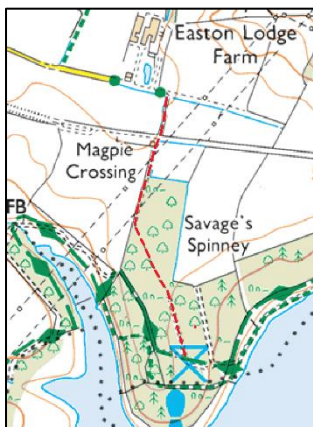 Easton Lodge
Farm
Magpie
Crossing
FB
Savage's
Spinney